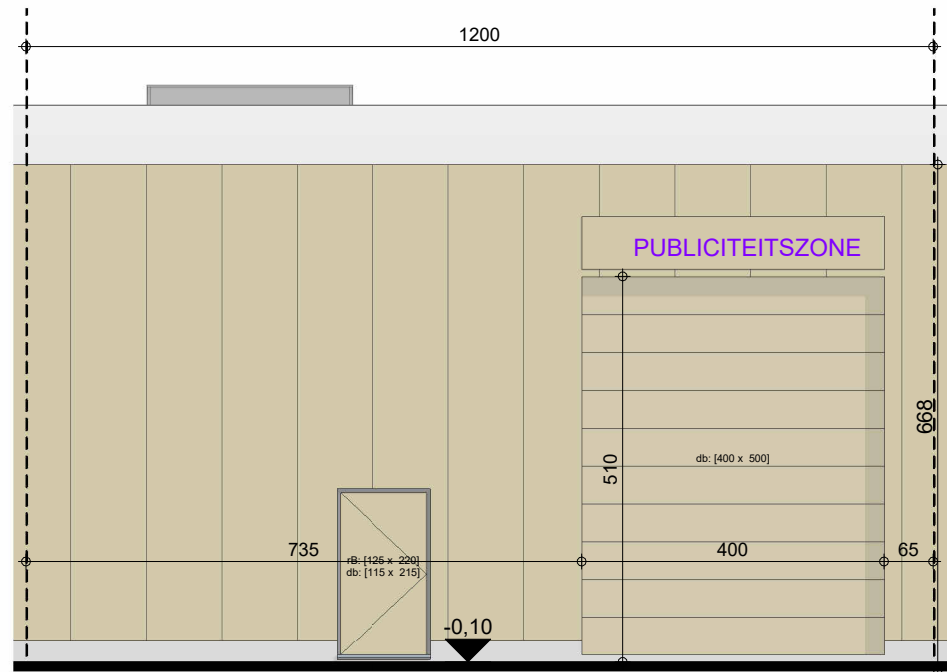 1200
PUBLICITEITSZONE
668
510
db: [400 x 500]
735
rB: [125 x 220]
db: [115 x 215]
400
65
-0,10